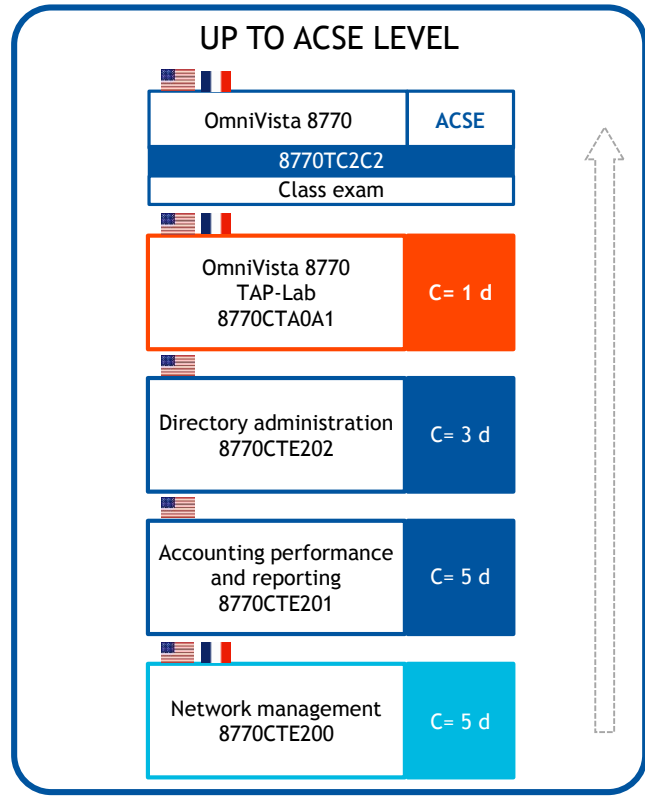 UP TO ACSE LEVEL
OmniVista 8770
ACSE
8770TC2C2
Class exam
OmniVista 8770
TAP-Lab
8770CTA0A1
C= 1 d
Directory administration
8770CTE202
C= 3 d
Accounting performance
and reporting
8770CTE201
C= 5 d
Network management
8770CTE200
C= 5 d